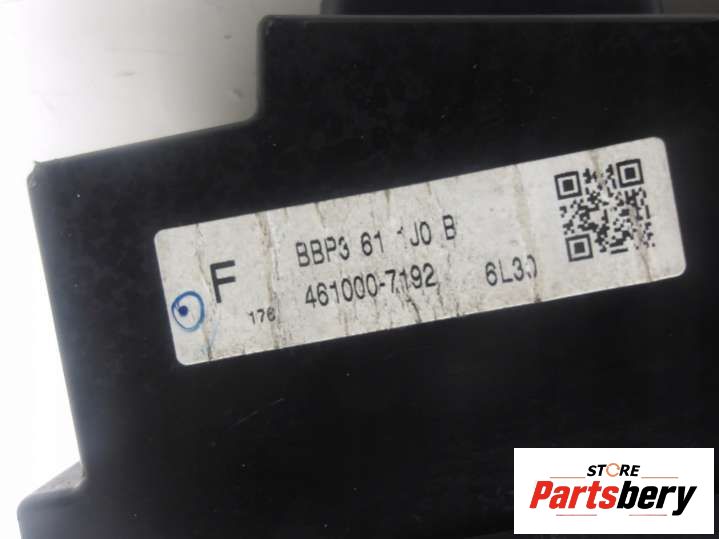 BBP3 61 1J0 B
F
461000-7192
6L30
176
STORE
Partsbery